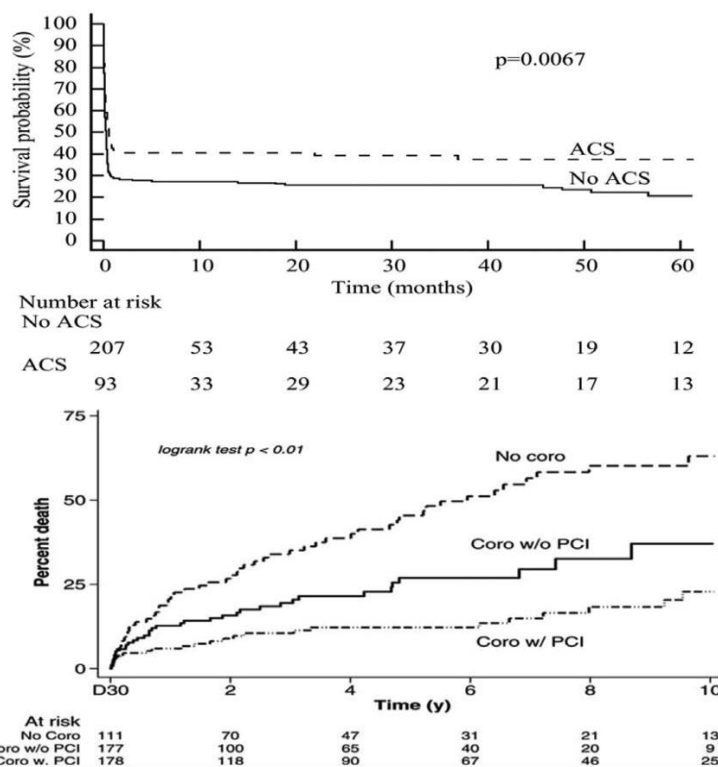 100
90
80
70
60
50
40
30
20
10
0
Survival probability (%)
p=0.0067
ACS
No ACS
0 10 20 30 40 50 60
Time (months)
Number at risk
No ACS
207 53 43 37 30 19 12
ACS
93 33 29 23 21 17 13
75
50
25
0
Percent death
logrank test p < 0.01
No coro
Coro w/o PCI
Coro w/ PCI
D30 2 4 6 8 10
Time (y)
At risk
No Coro 111 70 47 31 21 13
oro w/o PCI 177 100 65 40 20 9
Coro w. PCI 178 118 90 67 46 25